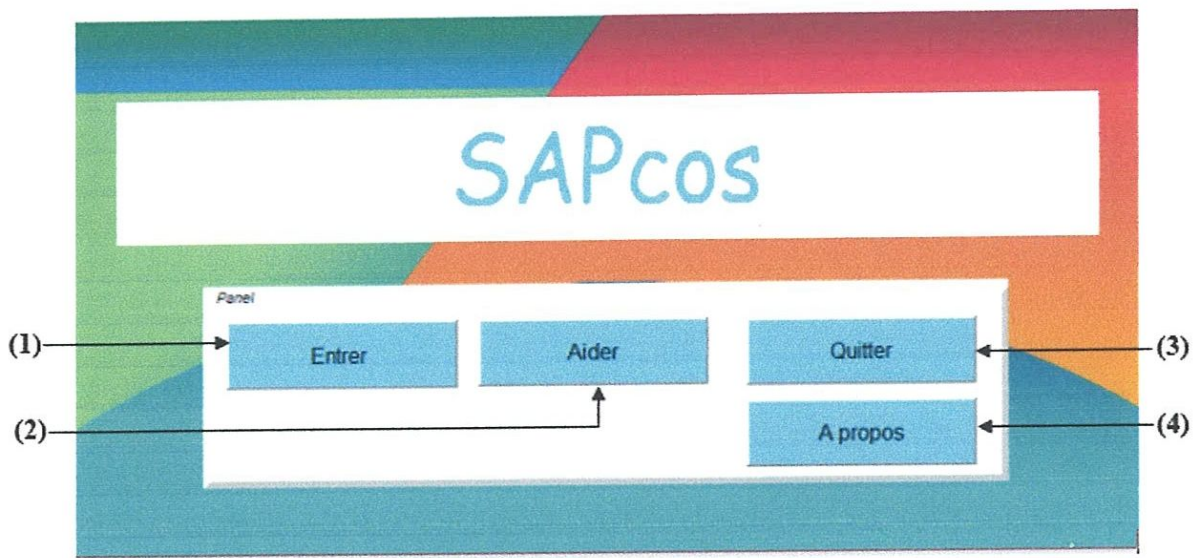 SAPcos
Panel
(1) Entrer Aider Quitter (3)
(2) A propos (4)